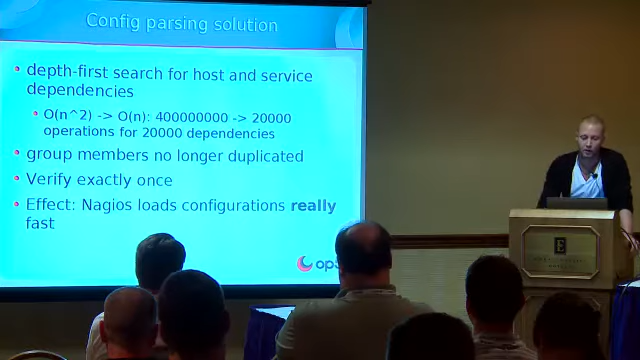 Config parsing solution
depth-first search for host and service
dependencies
O(n^2) -> O(n): 400000000 -> 20000
operations for 20000 dependencies
group members no longer duplicated
Verify exactly once
Effect: Nagios loads configurations really
fast
E